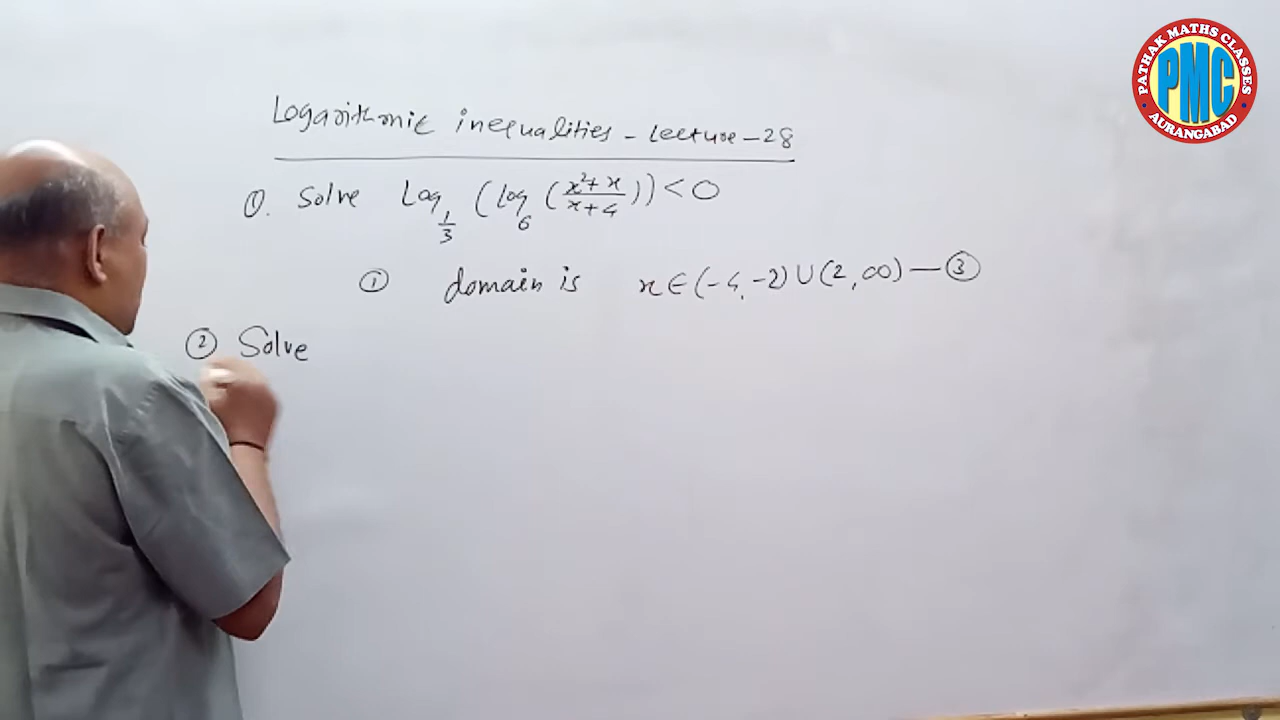 PATHAK MATHS CLASSES
PMC
AURANGABAD
Logarithmic inequalities - Lecture - 28
①. Solve Log_{1/3} (log_6 ((x²+x)/(x+4))) < 0
① domain is x ∈ (-4, -2) ∪ (2, ∞) — ③
② Solve